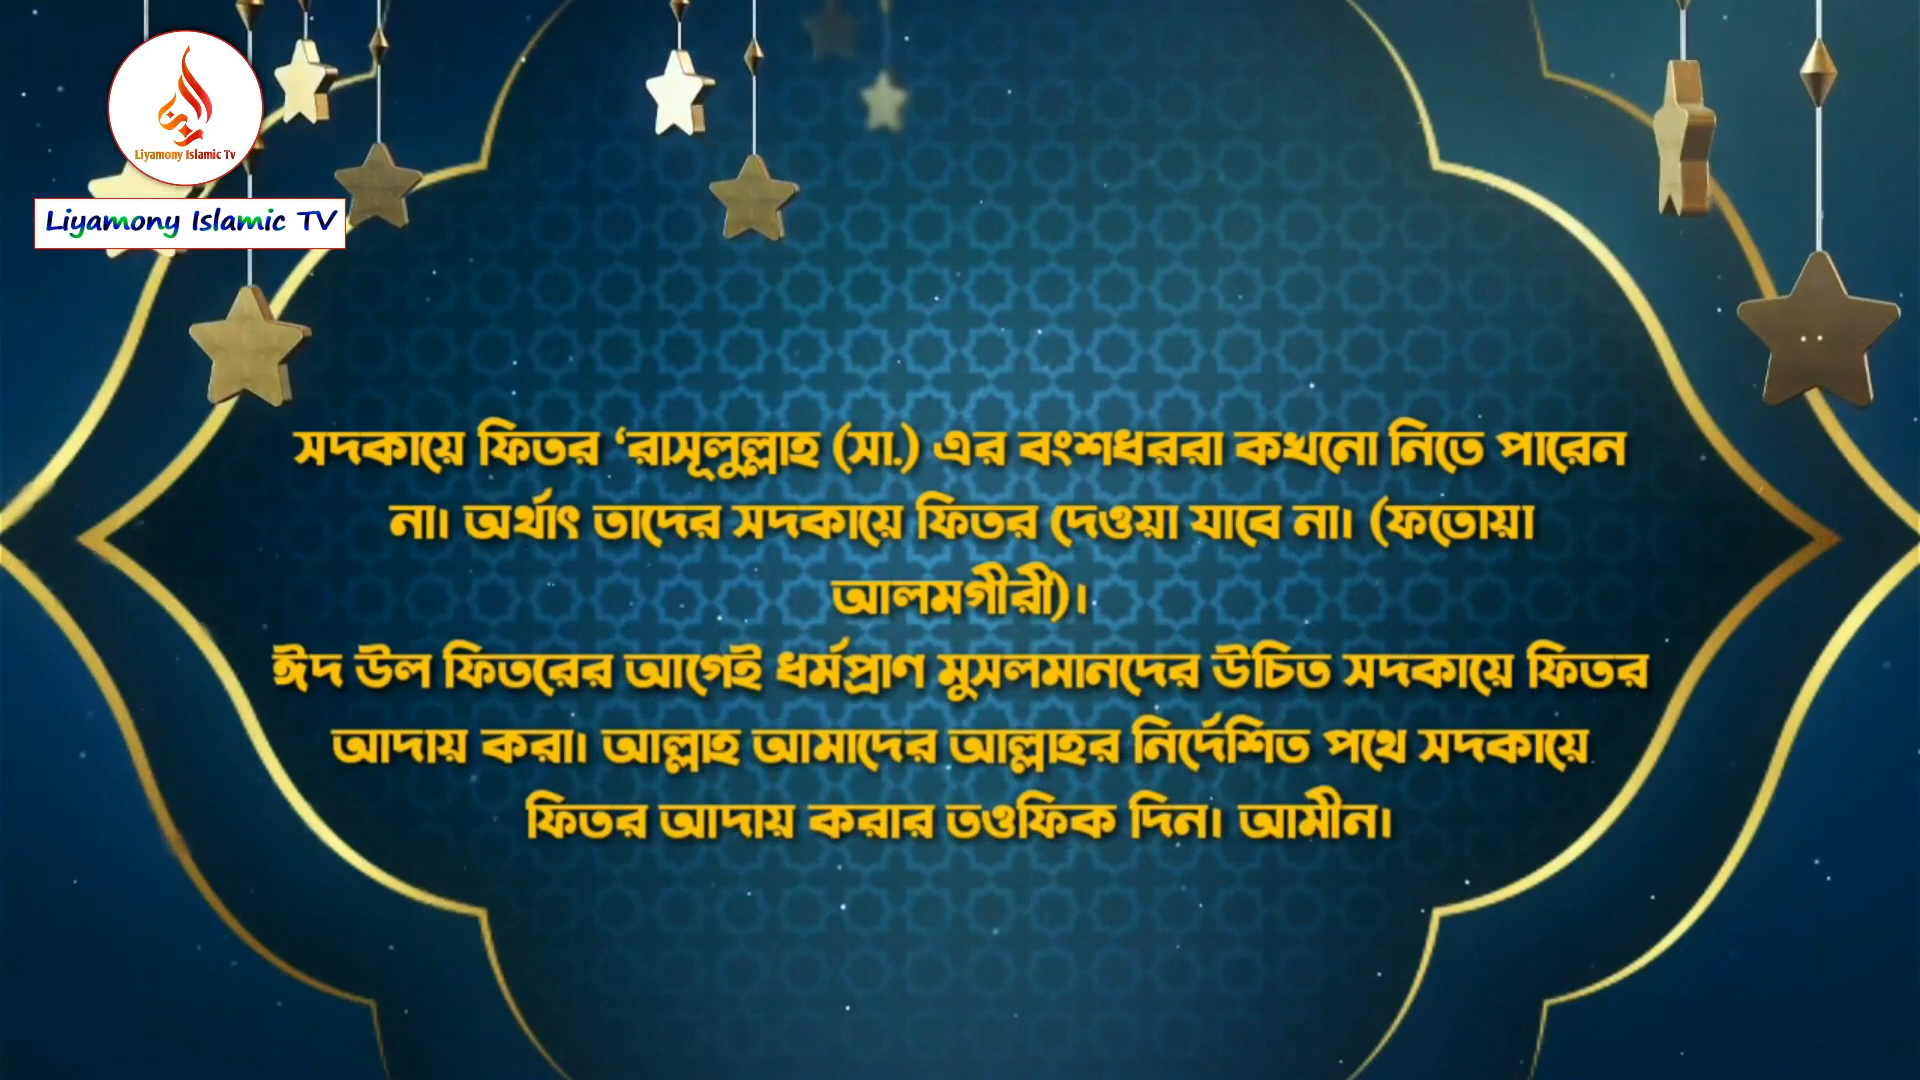 Liyamony Islamic Tv
Liyamony Islamic TV
সদকায়ে ফিতর ‘রাসূলুল্লাহ (সা.) এর বংশধররা কখনো নিতে পারেন
না। অর্থাৎ তাদের সদকায়ে ফিতর দেওয়া যাবে না। (ফতোয়া
আলমগীরী)।
ঈদ উল ফিতরের আগেই ধর্মপ্রাণ মুসলমানদের উচিত সদকায়ে ফিতর
আদায় করা। আল্লাহ আমাদের আল্লাহর নির্দেশিত পথে সদকায়ে
ফিতর আদায় করার তওফিক দিন। আমীন।